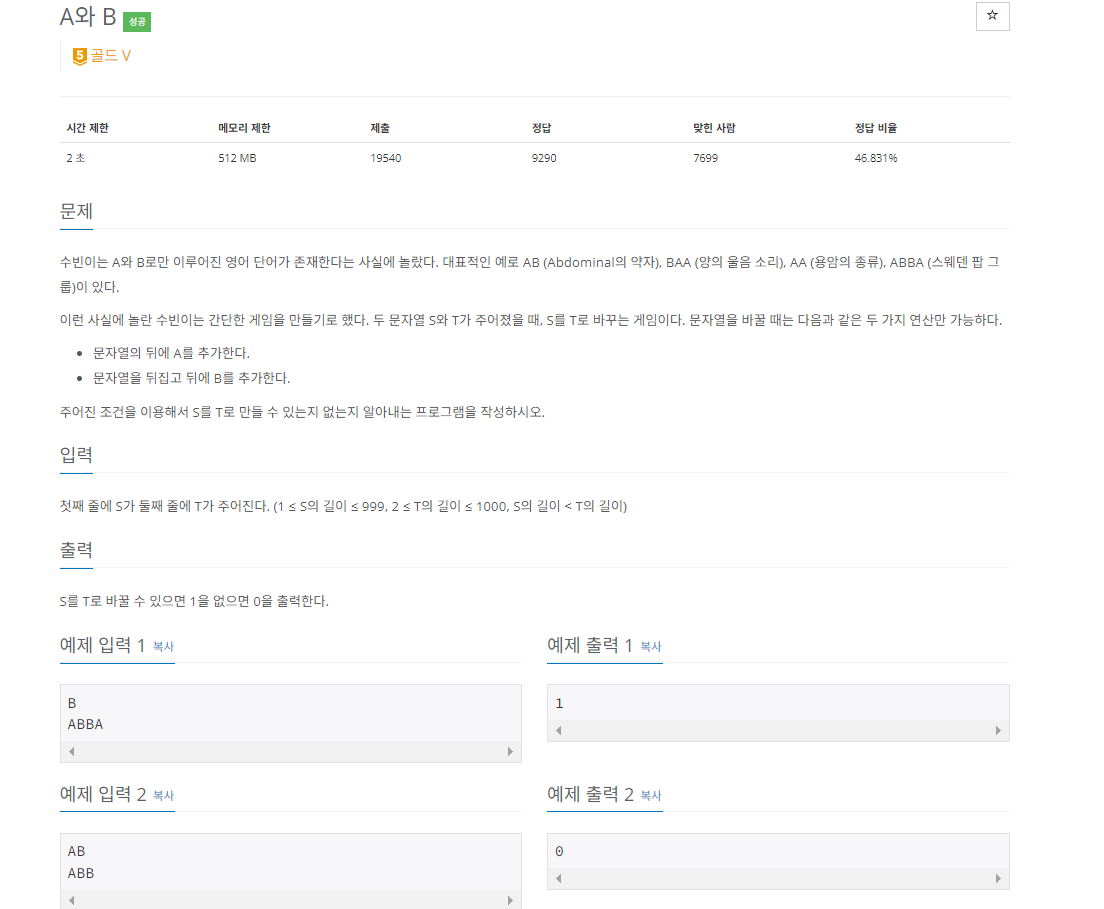 A와 B 성공
☆
5 골드 V
시간 제한 메모리 제한 제출 정답 맞힌 사람 정답 비율
2 초 512 MB 19540 9290 7699 46.831%
문제
수빈이는 A와 B로만 이루어진 영어 단어가 존재한다는 사실에 놀랐다. 대표적인 예로 AB (Abdominal의 약자), BAA (양의 울음 소리), AA (용암의 종류), ABBA (스웨덴 팝 그
룹)이 있다.
이런 사실에 놀란 수빈이는 간단한 게임을 만들기로 했다. 두 문자열 S와 T가 주어졌을 때, S를 T로 바꾸는 게임이다. 문자열을 바꿀 때는 다음과 같은 두 가지 연산만 가능하다.
• 문자열의 뒤에 A를 추가한다.
• 문자열을 뒤집고 뒤에 B를 추가한다.
주어진 조건을 이용해서 S를 T로 만들 수 있는지 없는지 알아내는 프로그램을 작성하시오.
입력
첫째 줄에 S가 둘째 줄에 T가 주어진다. (1 ≤ S의 길이 ≤ 999, 2 ≤ T의 길이 ≤ 1000, S의 길이 < T의 길이)
출력
S를 T로 바꿀 수 있으면 1을 없으면 0을 출력한다.
예제 입력 1 복사
B
ABBA
예제 출력 1 복사
1
예제 입력 2 복사
AB
ABB
예제 출력 2 복사
0